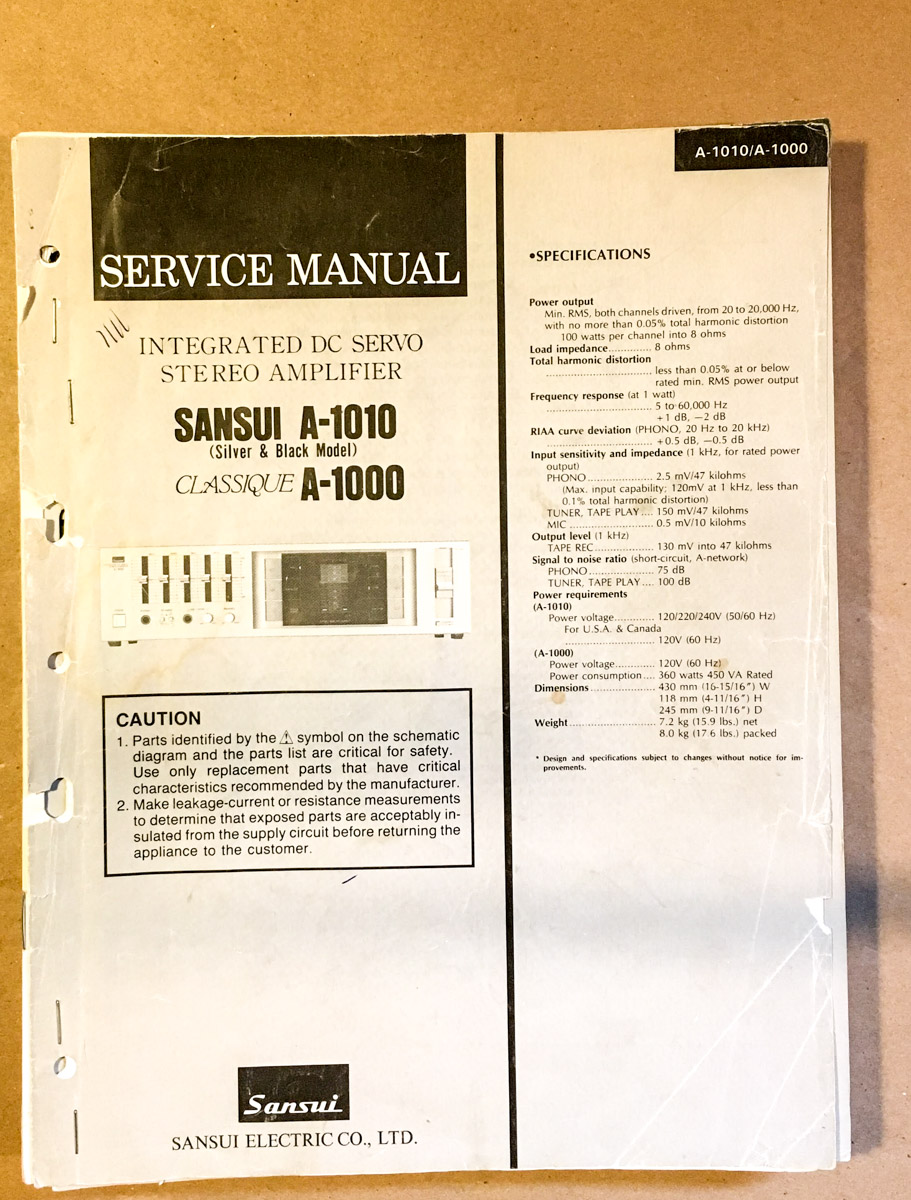 A-1010/A-1000
SERVICE MANUAL
INTEGRATED DC SERVO
STEREO AMPLIFIER
SANSUI A-1010
(Silver & Black Model)
CLASSIQUE A-1000
CAUTION
1. Parts identified by the ⚠ symbol on the schematic
diagram and the parts list are critical for safety.
Use only replacement parts that have critical
characteristics recommended by the manufacturer.
2. Make leakage-current or resistance measurements
to determine that exposed parts are acceptably in-
sulated from the supply circuit before returning the
appliance to the customer.
Sansui
SANSUI ELECTRIC CO., LTD.
•SPECIFICATIONS
Power output
Min. RMS, both channels driven, from 20 to 20,000 Hz,
with no more than 0.05% total harmonic distortion
100 watts per channel into 8 ohms
Load impedance ............. 8 ohms
Total harmonic distortion
................................ less than 0.05% at or below
rated min. RMS power output
Frequency response (at 1 watt)
................................ 5 to 60,000 Hz
+1 dB, −2 dB
RIAA curve deviation (PHONO, 20 Hz to 20 kHz)
................................ +0.5 dB, −0.5 dB
Input sensitivity and impedance (1 kHz, for rated power
output)
PHONO ..................... 2.5 mV/47 kilohms
(Max. input capability; 120mV at 1 kHz, less than
0.1% total harmonic distortion)
TUNER, TAPE PLAY .... 150 mV/47 kilohms
MIC .......................... 0.5 mV/10 kilohms
Output level (1 kHz)
TAPE REC .................. 130 mV into 47 kilohms
Signal to noise ratio (short-circuit, A-network)
PHONO .................... 75 dB
TUNER, TAPE PLAY .... 100 dB
Power requirements
(A-1010)
Power voltage ............. 120/220/240V (50/60 Hz)
For U.S.A. & Canada
............................ 120V (60 Hz)
(A-1000)
Power voltage ............. 120V (60 Hz)
Power consumption .... 360 watts 450 VA Rated
Dimensions .................... 430 mm (16-15/16") W
118 mm (4-11/16") H
245 mm (9-11/16") D
Weight ........................... 7.2 kg (15.9 lbs.) net
8.0 kg (17.6 lbs.) packed
* Design and specifications subject to changes without notice for im-
provements.